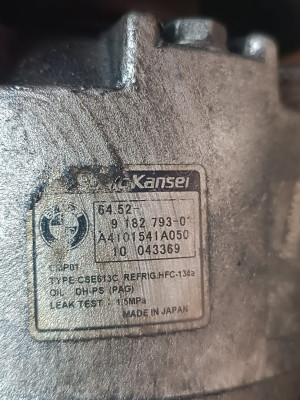 Kansei
64.52-
9 182 793-0
A4101541A050
10 043369
TYPE:CSE613C REFRIG.HFC-134a
OIL DH-PS (PAG)
LEAK TEST : 1.5MPa
MADE IN JAPAN